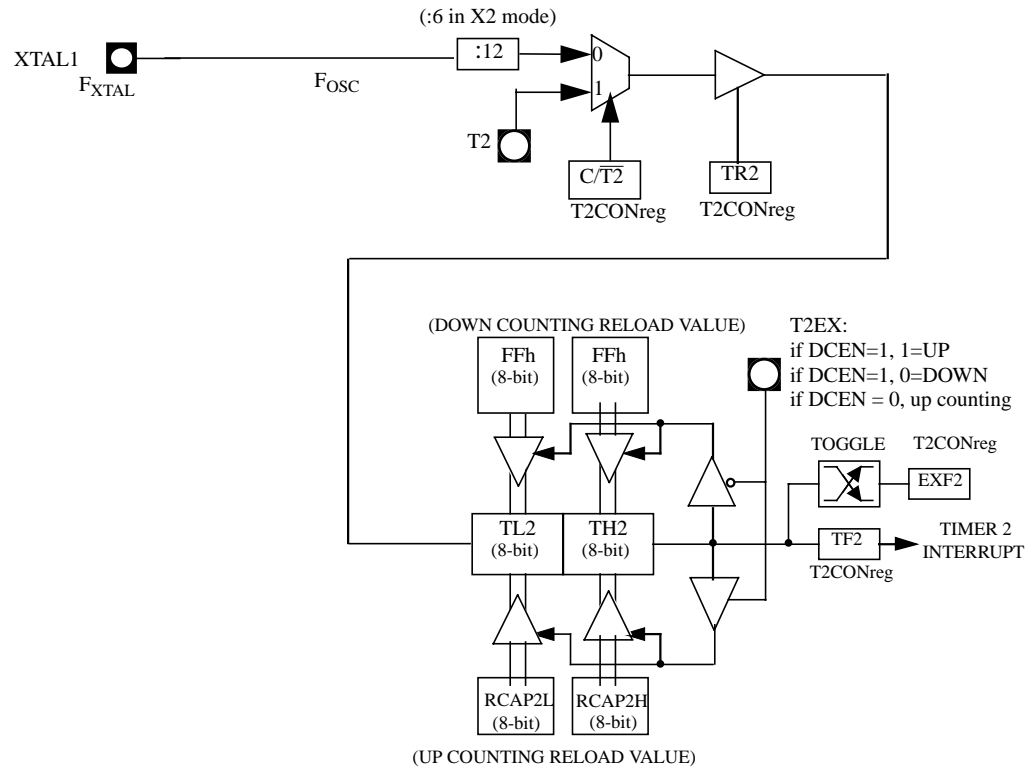 (:6 in X2 mode)
XTAL1
:12
0
F_XTAL
F_OSC
1
T2
C/T̅2̅
TR2
T2CONreg
T2CONreg
(DOWN COUNTING RELOAD VALUE)
T2EX:
if DCEN=1, 1=UP
if DCEN=1, 0=DOWN
if DCEN = 0, up counting
FFh
(8-bit)
FFh
(8-bit)
TOGGLE
T2CONreg
EXF2
TL2
(8-bit)
TH2
(8-bit)
TF2
T2CONreg
TIMER 2
INTERRUPT
RCAP2L
(8-bit)
RCAP2H
(8-bit)
(UP COUNTING RELOAD VALUE)